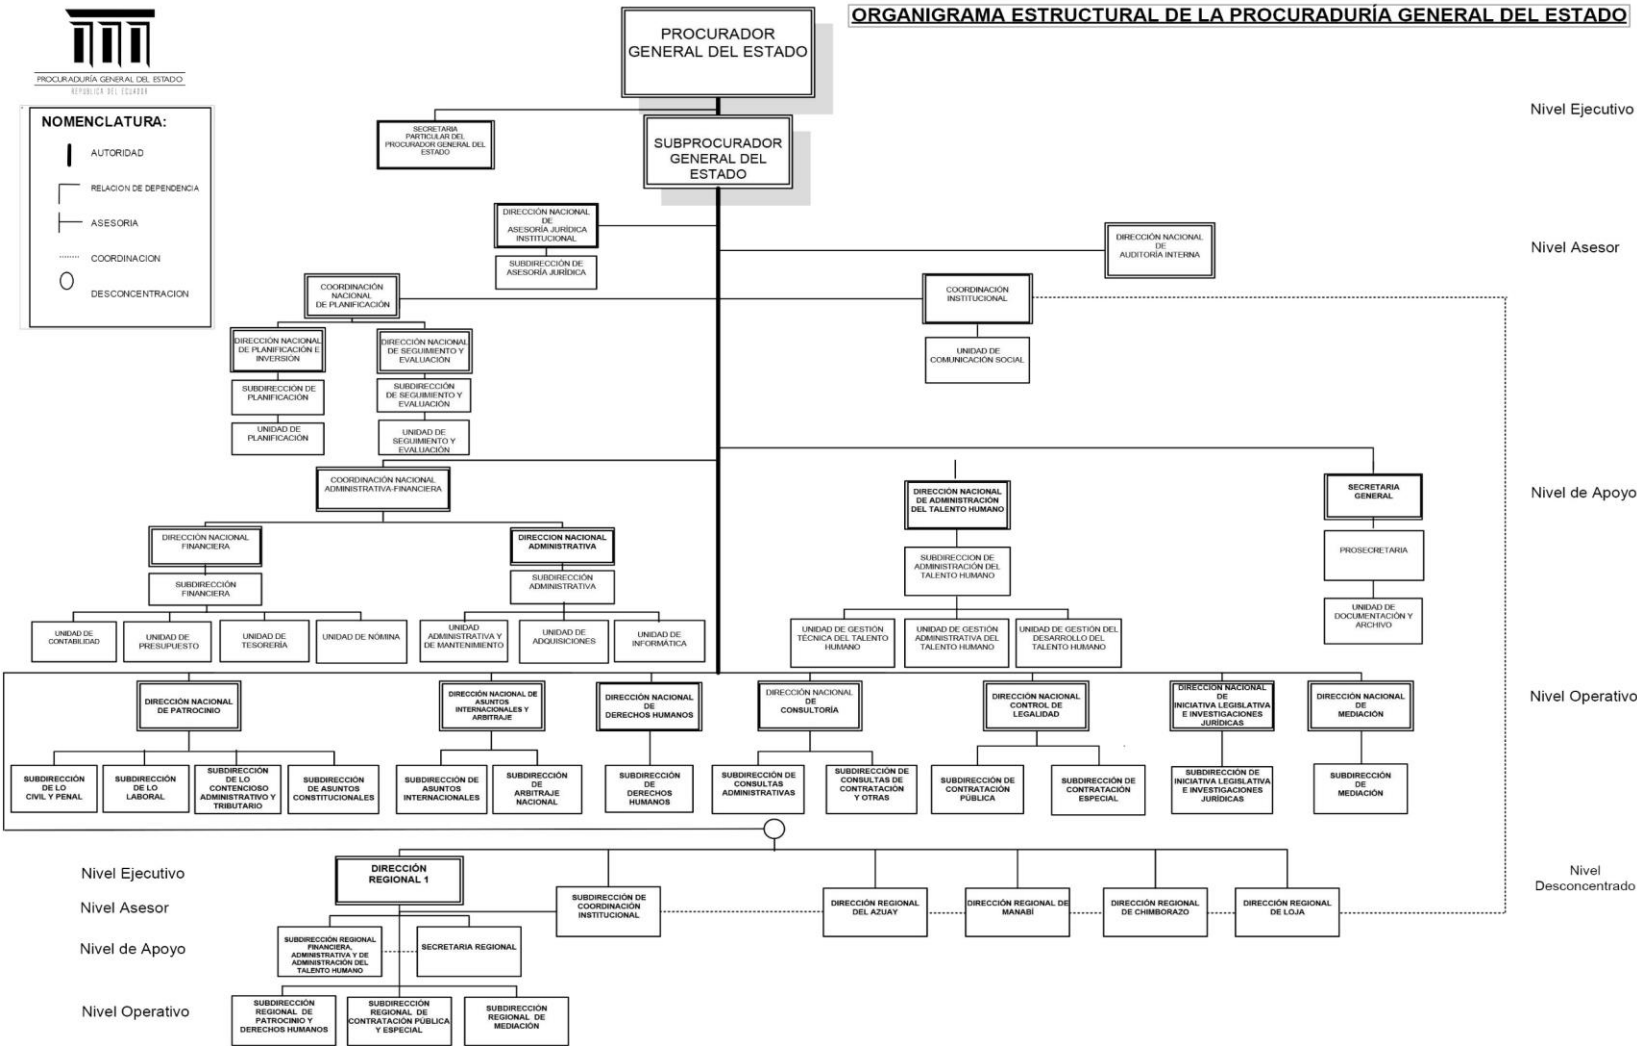 ORGANIGRAMA ESTRUCTURAL DE LA PROCURADURÍA GENERAL DEL ESTADO
PROCURADURÍA GENERAL DEL ESTADO
REPUBLICA DEL ECUADOR
NOMENCLATURA:
AUTORIDAD
RELACION DE DEPENDENCIA
ASESORIA
COORDINACION
DESCONCENTRACION
PROCURADOR
GENERAL DEL ESTADO
Nivel Ejecutivo
SECRETARIA
PARTICULAR DEL
PROCURADOR GENERAL DEL
ESTADO
SUBPROCURADOR
GENERAL DEL
ESTADO
DIRECCIÓN NACIONAL
DE
ASESORÍA JURÍDICA
INSTITUCIONAL
SUBDIRECCIÓN DE
ASESORÍA JURÍDICA
DIRECCIÓN NACIONAL
DE
AUDITORÍA INTERNA
Nivel Asesor
COORDINACIÓN
NACIONAL
DE PLANIFICACIÓN
COORDINACIÓN
INSTITUCIONAL
UNIDAD DE
COMUNICACIÓN SOCIAL
DIRECCIÓN NACIONAL
DE PLANIFICACIÓN E
INVERSIÓN
DIRECCIÓN NACIONAL
DE SEGUIMIENTO Y
EVALUACIÓN
SUBDIRECCIÓN DE
PLANIFICACIÓN
SUBDIRECCIÓN
DE SEGUIMIENTO Y
EVALUACIÓN
UNIDAD DE
PLANIFICACIÓN
UNIDAD DE
SEGUIMIENTO Y
EVALUACIÓN
COORDINACIÓN NACIONAL
ADMINISTRATIVA-FINANCIERA
DIRECCIÓN NACIONAL
DE ADMINISTRACIÓN
DEL TALENTO HUMANO
SECRETARIA
GENERAL
Nivel de Apoyo
DIRECCIÓN NACIONAL
FINANCIERA
DIRECCION NACIONAL
ADMINISTRATIVA
SUBDIRECCION DE
ADMINISTRACIÓN DEL
TALENTO HUMANO
PROSECRETARIA
SUBDIRECCIÓN
FINANCIERA
SUBDIRECCIÓN
ADMINISTRATIVA
UNIDAD DE
DOCUMENTACIÓN Y
ARCHIVO
UNIDAD DE
CONTABILIDAD
UNIDAD DE
PRESUPUESTO
UNIDAD DE
TESORERÍA
UNIDAD DE NÓMINA
UNIDAD
ADMINISTRATIVA Y
DE MANTENIMIENTO
UNIDAD DE
ADQUISICIONES
UNIDAD DE
INFORMÁTICA
UNIDAD DE GESTIÓN
TÉCNICA DEL TALENTO
HUMANO
UNIDAD DE GESTIÓN
ADMINISTRATIVA DEL
TALENTO HUMANO
UNIDAD DE GESTIÓN DEL
DESARROLLO DEL
TALENTO HUMANO
DIRECCIÓN NACIONAL
DE PATROCINIO
DIRECCIÓN NACIONAL DE
ASUNTOS
INTERNACIONALES Y
ARBITRAJE
DIRECCIÓN NACIONAL
DE
DERECHOS HUMANOS
DIRECCIÓN NACIONAL
DE
CONSULTORÍA
DIRECCIÓN NACIONAL
CONTROL DE
LEGALIDAD
DIRECCION NACIONAL
DE
INICIATIVA LEGISLATIVA
E INVESTIGACIONES
JURÍDICAS
DIRECCIÓN NACIONAL
DE
MEDIACIÓN
Nivel Operativo
SUBDIRECCIÓN
DE LO
CIVIL Y PENAL
SUBDIRECCIÓN
DE LO
LABORAL
SUBDIRECCIÓN
DE LO
CONTENCIOSO
ADMINISTRATIVO Y
TRIBUTARIO
SUBDIRECCIÓN
DE ASUNTOS
CONSTITUCIONALES
SUBDIRECCIÓN DE
ASUNTOS
INTERNACIONALES
SUBDIRECCIÓN
DE
ARBITRAJE
NACIONAL
SUBDIRECCIÓN
DE
DERECHOS
HUMANOS
SUBDIRECCIÓN DE
CONSULTAS
ADMINISTRATIVAS
SUBDIRECCIÓN DE
CONSULTAS DE
CONTRATACIÓN
Y OTRAS
SUBDIRECCIÓN DE
CONTRATACIÓN
PÚBLICA
SUBDIRECCIÓN DE
CONTRATACIÓN
ESPECIAL
SUBDIRECCIÓN DE
INICIATIVA LEGISLATIVA
E INVESTIGACIONES
JURÍDICAS
SUBDIRECCIÓN
DE
MEDIACIÓN
Nivel Ejecutivo
DIRECCIÓN
REGIONAL 1
Nivel
Desconcentrado
Nivel Asesor
SUBDIRECCIÓN DE
COORDINACIÓN
INSTITUCIONAL
DIRECCIÓN REGIONAL
DEL AZUAY
DIRECCIÓN REGIONAL DE
MANABÍ
DIRECCIÓN REGIONAL
DE CHIMBORAZO
DIRECCIÓN REGIONAL
DE LOJA
Nivel de Apoyo
SUBDIRECCIÓN REGIONAL
FINANCIERA,
ADMINISTRATIVA Y DE
ADMINISTRACIÓN DEL
TALENTO HUMANO
SECRETARIA REGIONAL
Nivel Operativo
SUBDIRECCIÓN
REGIONAL DE
PATROCINIO Y
DERECHOS HUMANOS
SUBDIRECCIÓN
REGIONAL DE
CONTRATACIÓN PÚBLICA
Y ESPECIAL
SUBDIRECCIÓN
REGIONAL DE
MEDIACIÓN